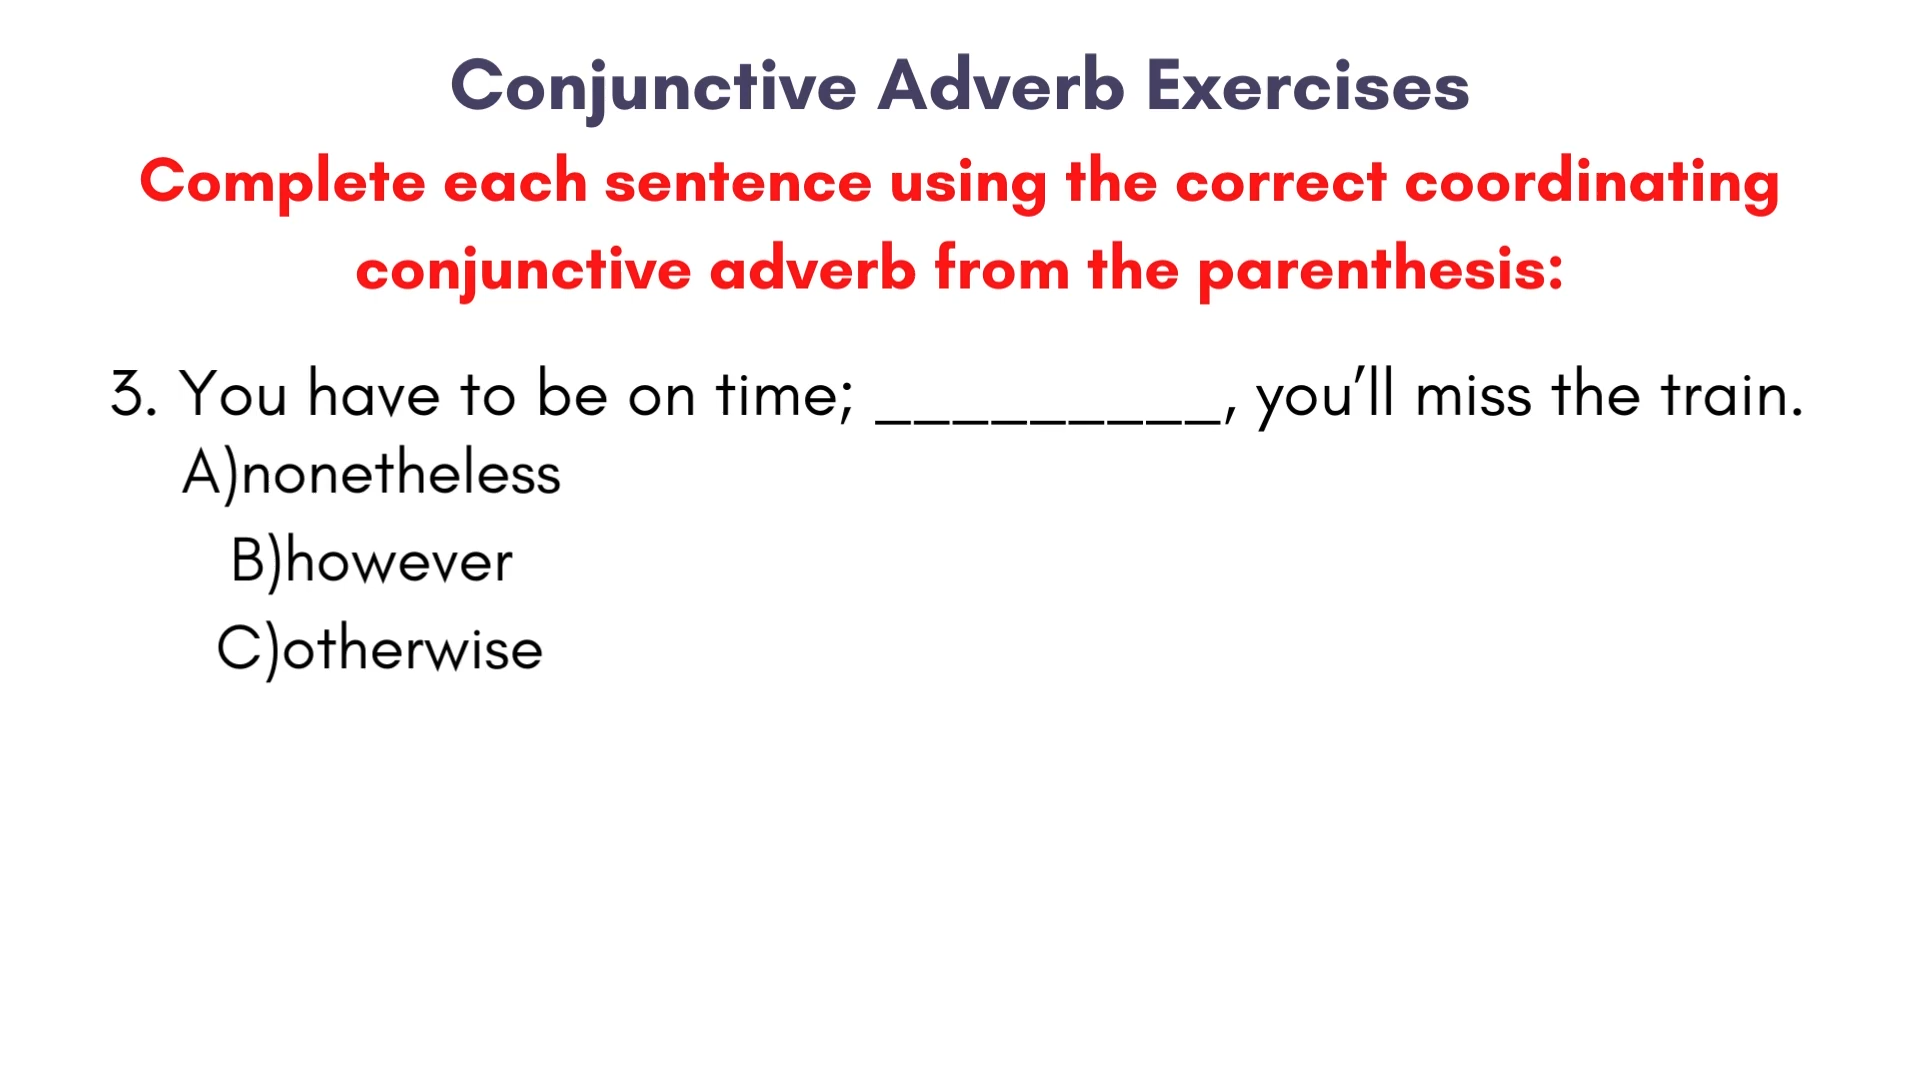 Conjunctive Adverb Exercises
Complete each sentence using the correct coordinating
conjunctive adverb from the parenthesis:
3. You have to be on time; _________, you’ll miss the train.
A)nonetheless
B)however
C)otherwise